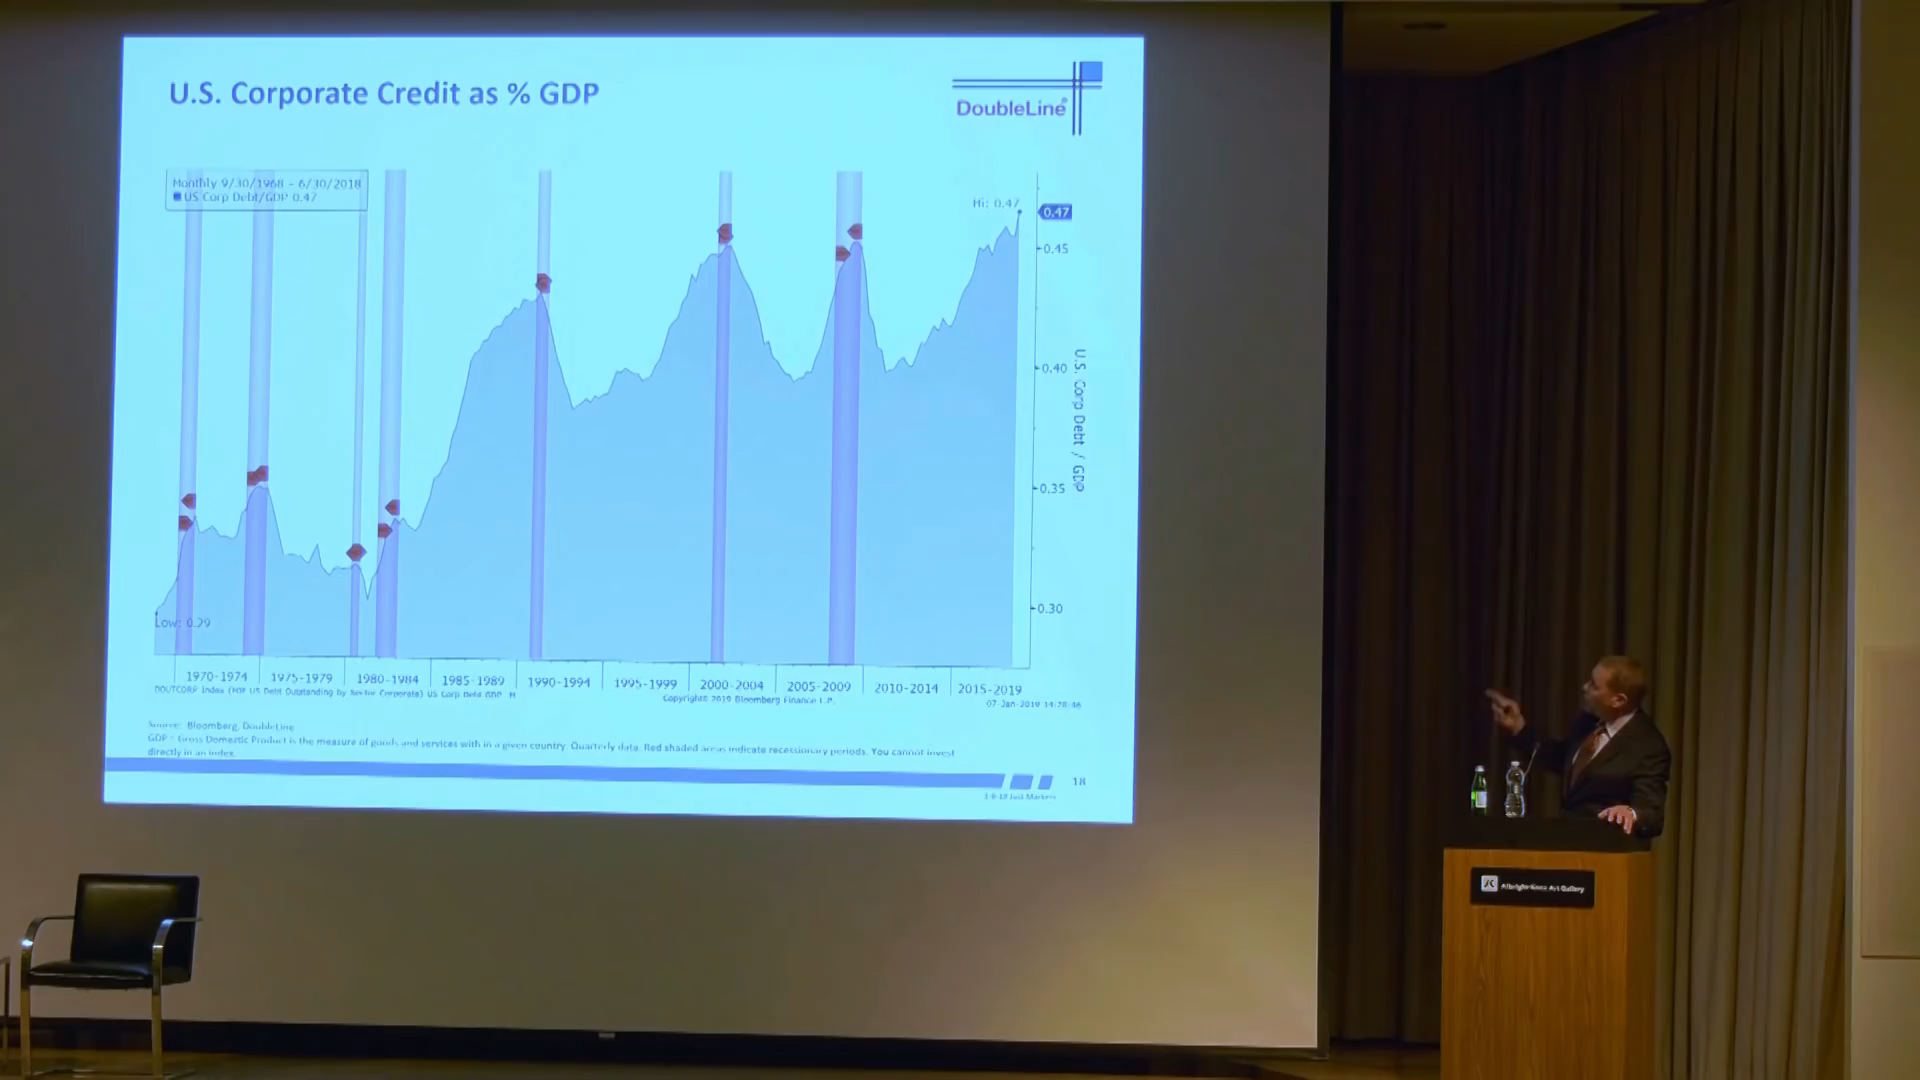 U.S. Corporate Credit as % GDP
DoubleLine®
Monthly 9/30/1968 - 6/30/2018
US Corp Debt/GDP 0.47
Hi: 0.47
0.47
0.45
0.40
0.35
0.30
U.S. Corp Debt / GDP
Low: 0.29
1970-1974 1975-1979 1980-1984 1985-1989 1990-1994 1995-1999 2000-2004 2005-2009 2010-2014 2015-2019
DOUTCORP Index (FOF US Debt Outstanding by Sector Corporate) US Corp Debt GDP M
Copyright© 2019 Bloomberg Finance L.P.
07-Jan-2019 14:28:46
Source: Bloomberg, DoubleLine
GDP = Gross Domestic Product is the measure of goods and services with in a given country. Quarterly data. Red shaded areas indicate recessionary periods. You cannot invest
directly in an index.
18
1-8-19 Just Markets
Albright-Knox Art Gallery